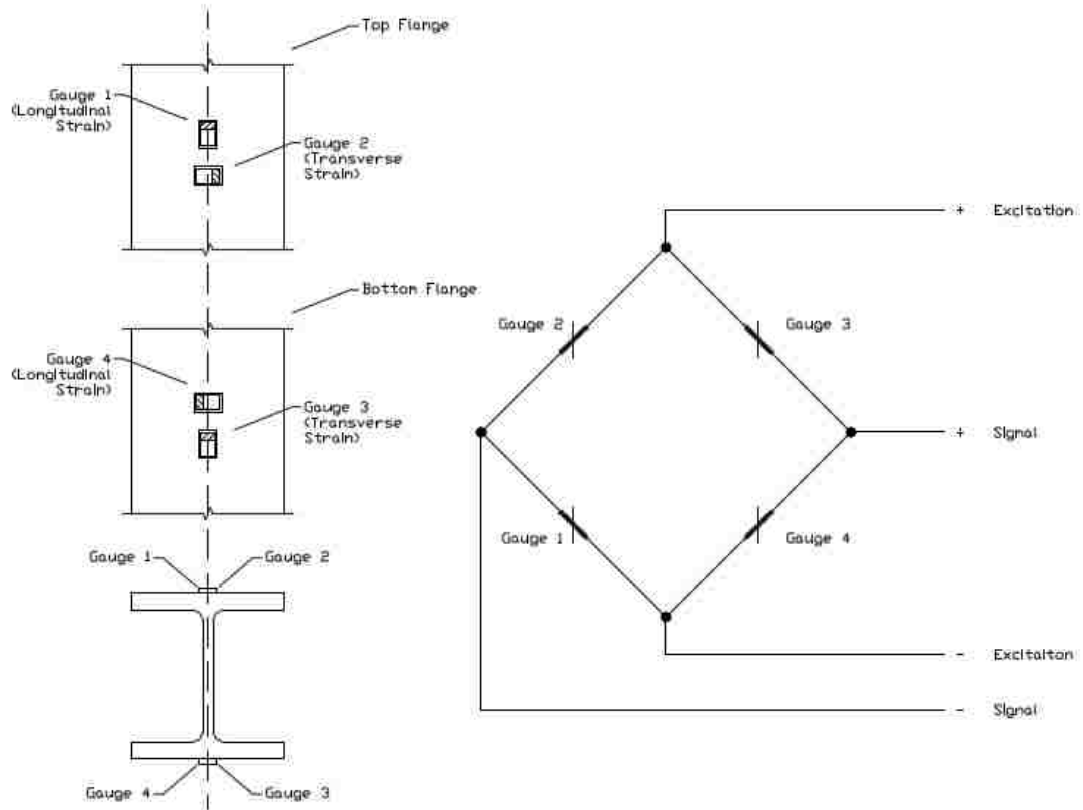 Top Flange
Gauge 1
(Longitudinal
Strain)
Gauge 2
(Transverse
Strain)
Bottom Flange
Gauge 4
(Longitudinal
Strain)
Gauge 3
(Transverse
Strain)
Gauge 1
Gauge 2
Gauge 4
Gauge 3
+ Excitation
Gauge 2
Gauge 3
+ Signal
Gauge 1
Gauge 4
- Excitaiton
- Signal